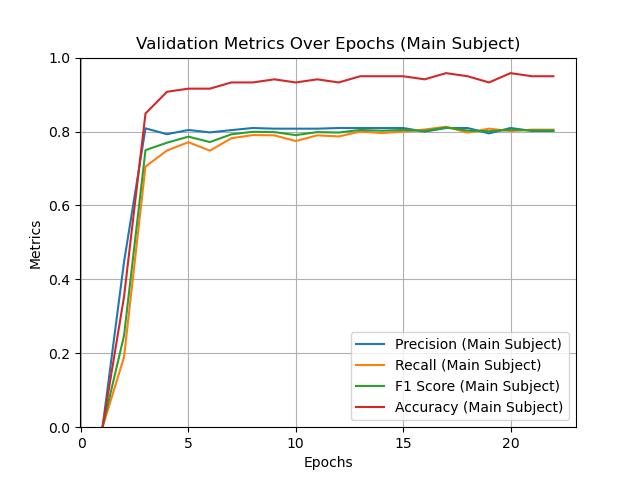 Validation Metrics Over Epochs (Main Subject)
1.0
0.8
0.6
0.4
0.2
0.0
Metrics
Precision (Main Subject)
Recall (Main Subject)
F1 Score (Main Subject)
Accuracy (Main Subject)
0 5 10 15 20
Epochs